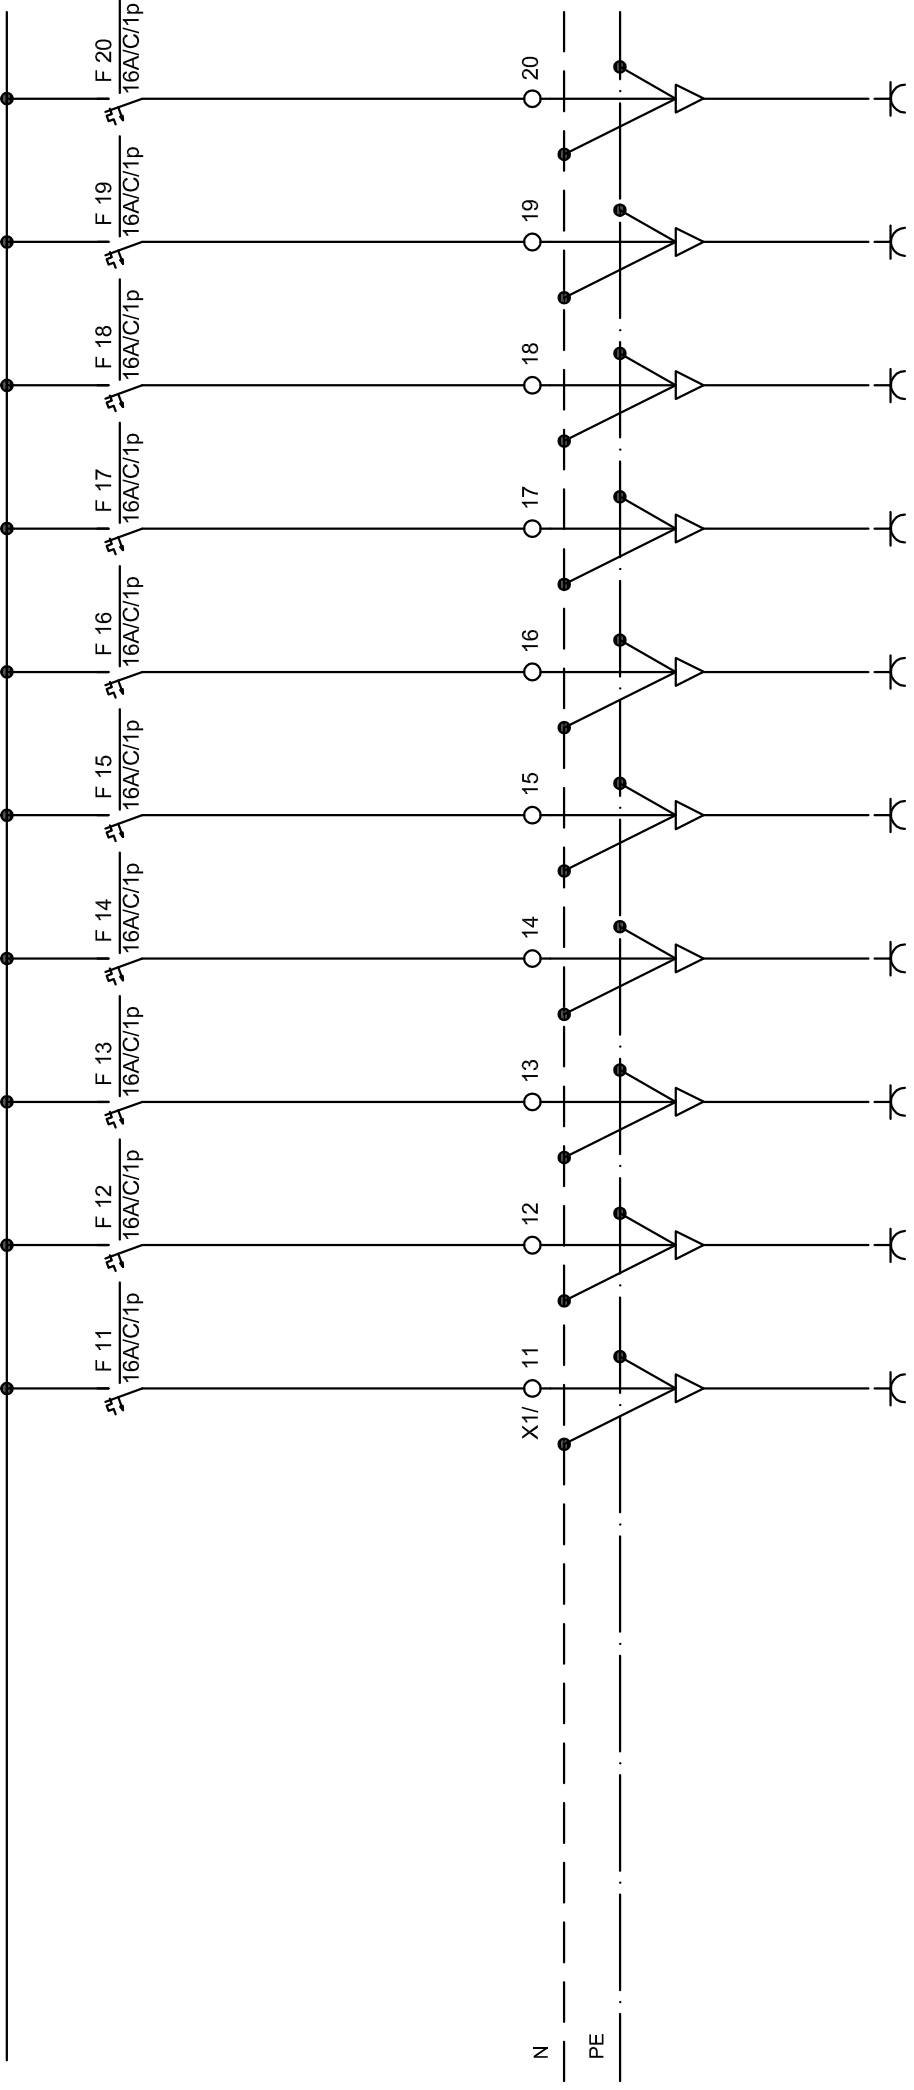 F 11
16A/C/1p
F 12
16A/C/1p
F 13
16A/C/1p
F 14
16A/C/1p
F 15
16A/C/1p
F 16
16A/C/1p
F 17
16A/C/1p
F 18
16A/C/1p
F 19
16A/C/1p
F 20
16A/C/1p
X1/ 11
12
13
14
15
16
17
18
19
20
N
PE